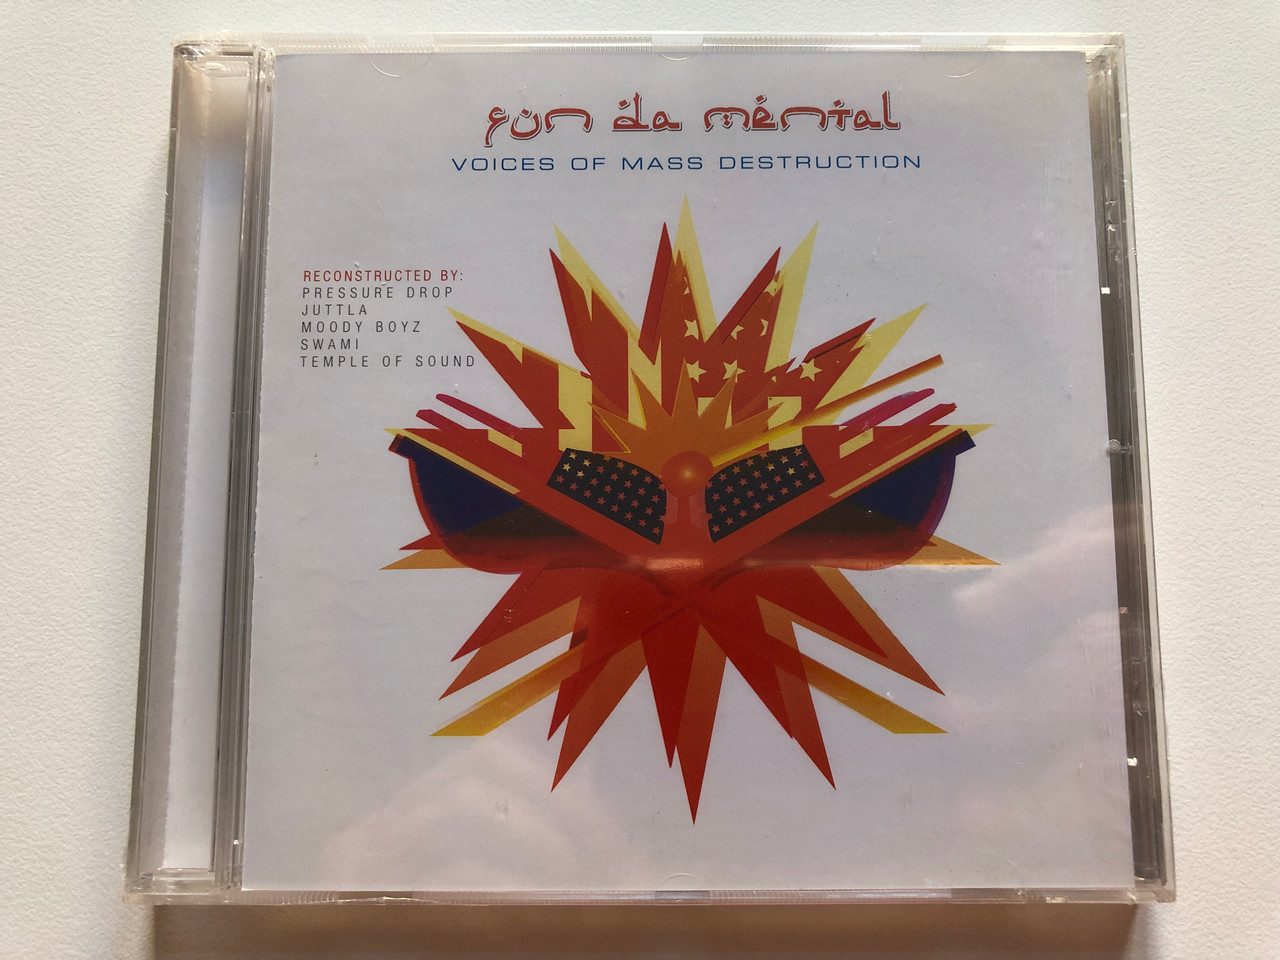 fun da mental
VOICES OF MASS DESTRUCTION
RECONSTRUCTED BY:
PRESSURE DROP
JUTTLA
MOODY BOYZ
SWAMI
TEMPLE OF SOUND